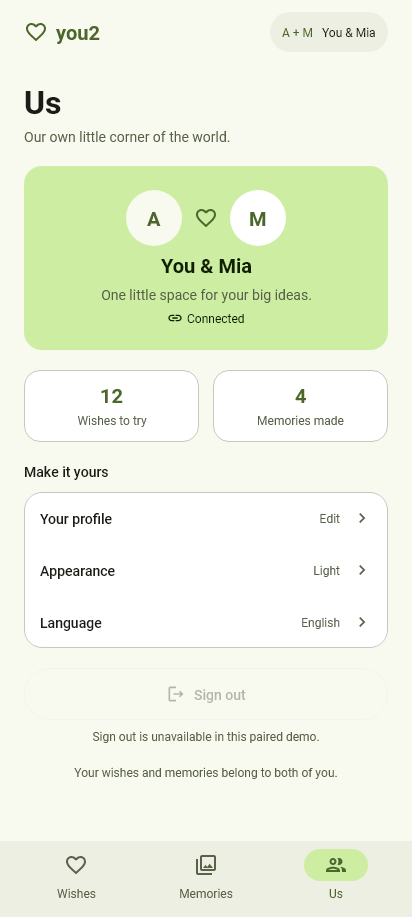 you2
A + M You & Mia
Us
Our own little corner of the world.
A M
You & Mia
One little space for your big ideas.
Connected
12
Wishes to try
4
Memories made
Make it yours
Your profile Edit
Appearance Light
Language English
Sign out
Sign out is unavailable in this paired demo.
Your wishes and memories belong to both of you.
Wishes Memories Us